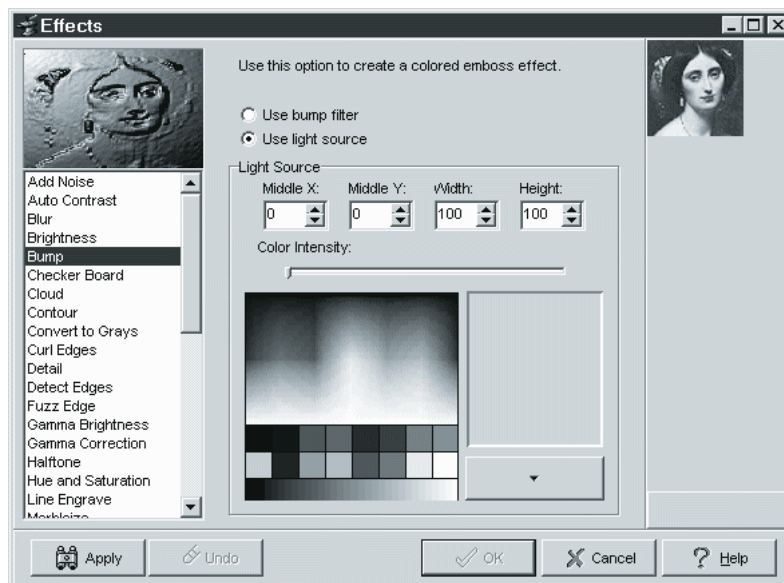 Effects
Use this option to create a colored emboss effect.
Use bump filter
Use light source
Light Source
Middle X: Middle Y: Width: Height:
0 0 100 100
Color Intensity:
Add Noise
Auto Contrast
Blur
Brightness
Bump
Checker Board
Cloud
Contour
Convert to Grays
Curl Edges
Detail
Detect Edges
Fuzz Edge
Gamma Brightness
Gamma Correction
Halftone
Hue and Saturation
Line Engrave
Apply Undo OK Cancel Help